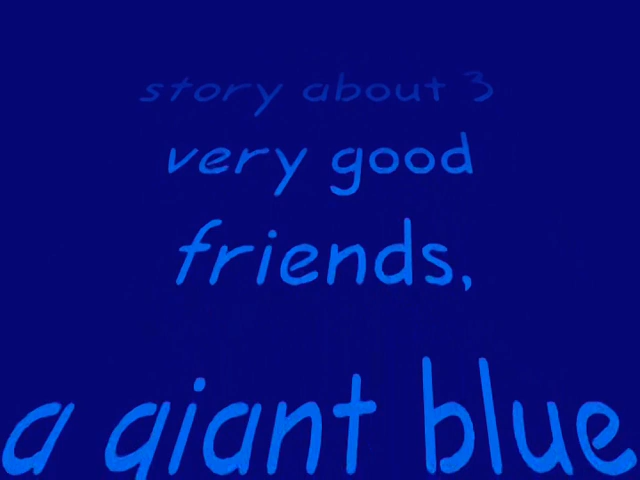 story about 3
very good
friends,
a giant blue